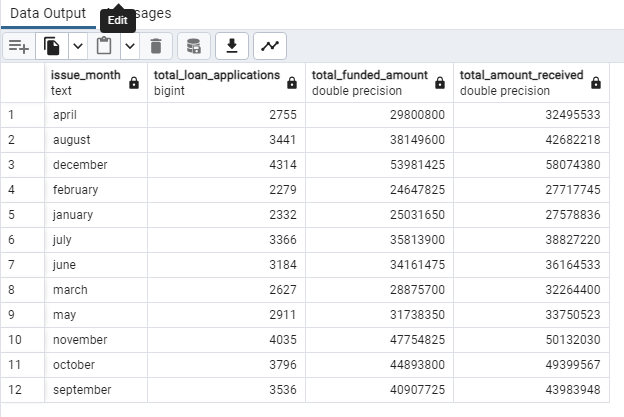 Data Output sages
Edit
issue_month total_loan_applications total_funded_amount total_amount_received
text bigint double precision double precision
1 april 2755 29800800 32495533
2 august 3441 38149600 42682218
3 december 4314 53981425 58074380
4 february 2279 24647825 27717745
5 january 2332 25031650 27578836
6 july 3366 35813900 38827220
7 june 3184 34161475 36164533
8 march 2627 28875700 32264400
9 may 2911 31738350 33750523
10 november 4035 47754825 50132030
11 october 3796 44893800 49399567
12 september 3536 40907725 43983948